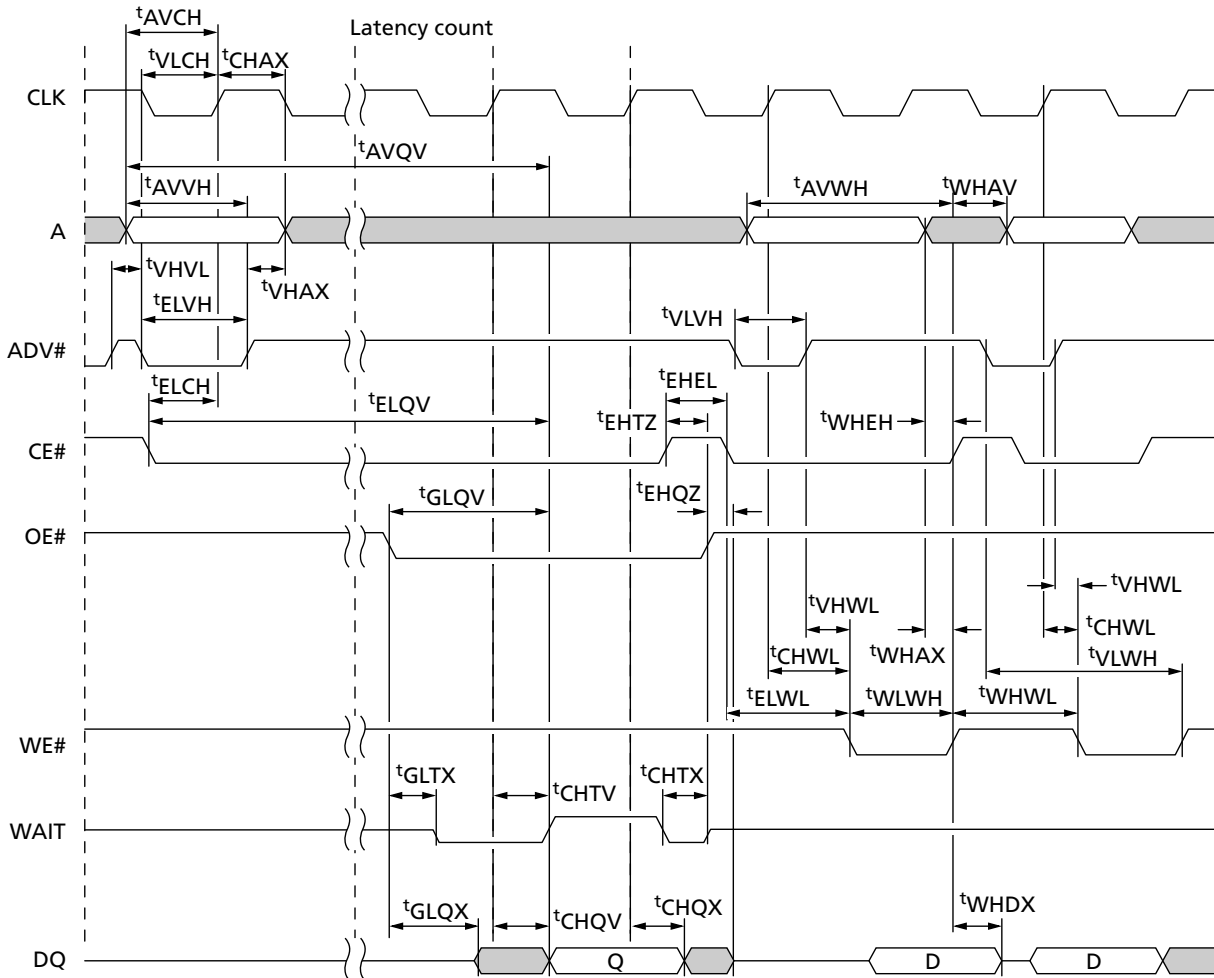 tAVCH
Latency count
tVLCH
tCHAX
CLK
tAVQV
tAVVH
tAVWH
tWHAV
A
tVHVL
tVHAX
tELVH
tVLVH
ADV#
tELCH
tEHEL
tELQV
tEHTZ
tWHEH
CE#
tGLQV
tEHQZ
OE#
tVHWL
tVHWL
tCHWL
tCHWL
tWHAX
tVLWH
tELWL
tWLWH
tWHWL
WE#
tGLTX
tCHTV
tCHTX
WAIT
tGLQX
tCHQV
tCHQX
tWHDX
DQ
Q
D
D